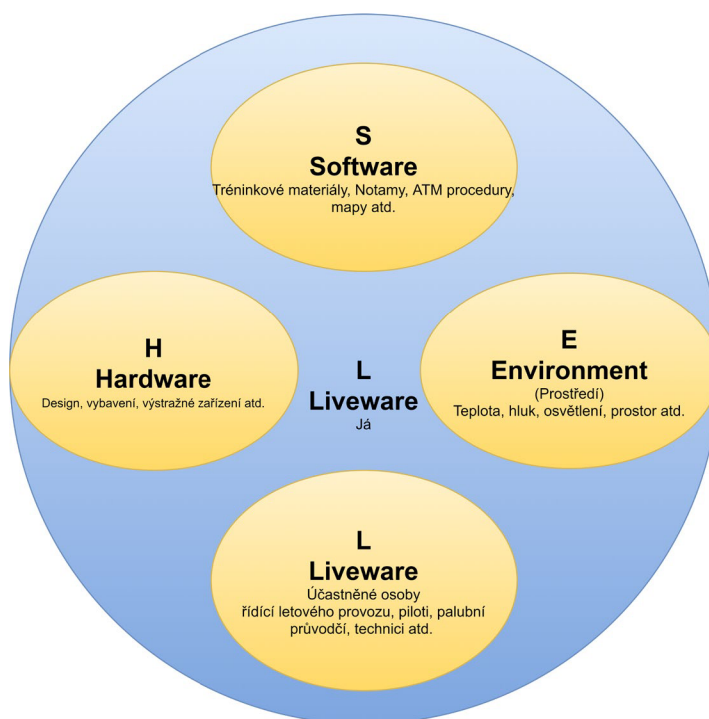 S
Software
Tréninkové materiály, Notamy, ATM procedury,
mapy atd.
H
Hardware
Design, vybavení, výstražné zařízení atd.
L
Liveware
Já
E
Environment
(Prostředí)
Teplota, hluk, osvětlení, prostor atd.
L
Liveware
Účastněné osoby
řídící letového provozu, piloti, palubní
průvodčí, technici atd.